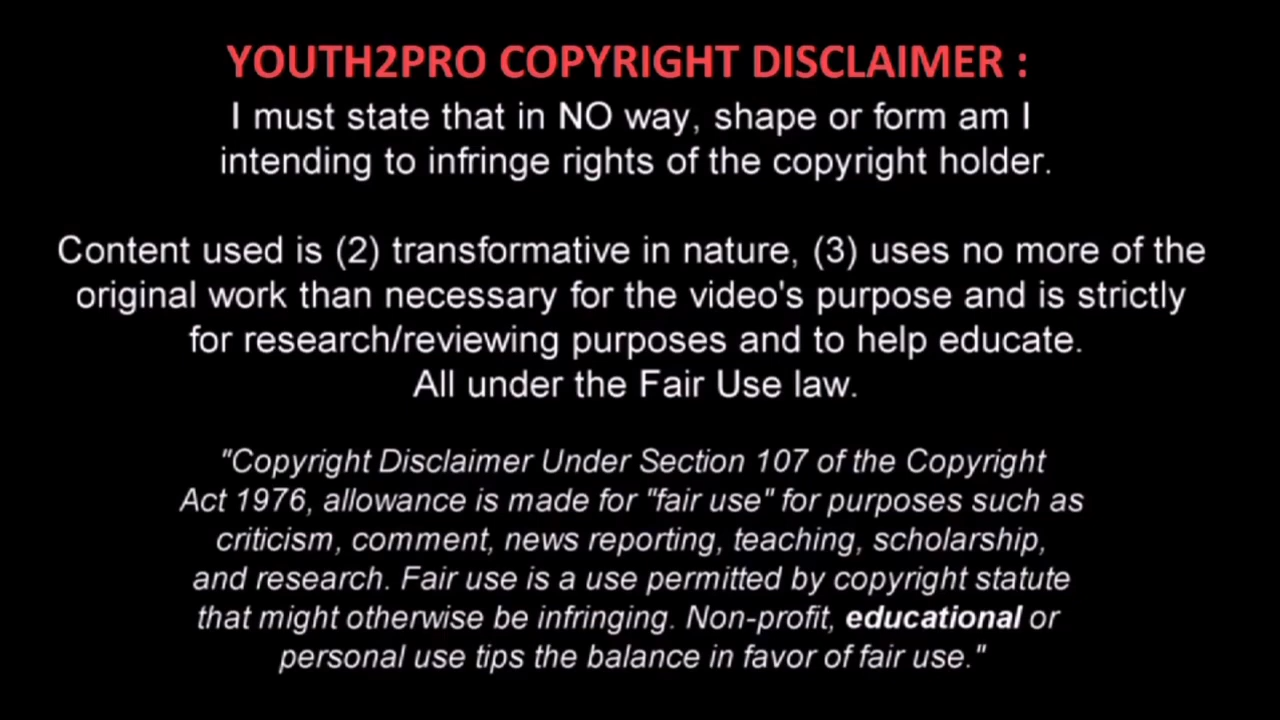 YOUTH2PRO COPYRIGHT DISCLAIMER :
I must state that in NO way, shape or form am I
intending to infringe rights of the copyright holder.
Content used is (2) transformative in nature, (3) uses no more of the
original work than necessary for the video's purpose and is strictly
for research/reviewing purposes and to help educate.
All under the Fair Use law.
"Copyright Disclaimer Under Section 107 of the Copyright
Act 1976, allowance is made for "fair use" for purposes such as
criticism, comment, news reporting, teaching, scholarship,
and research. Fair use is a use permitted by copyright statute
that might otherwise be infringing. Non-profit, educational or
personal use tips the balance in favor of fair use."